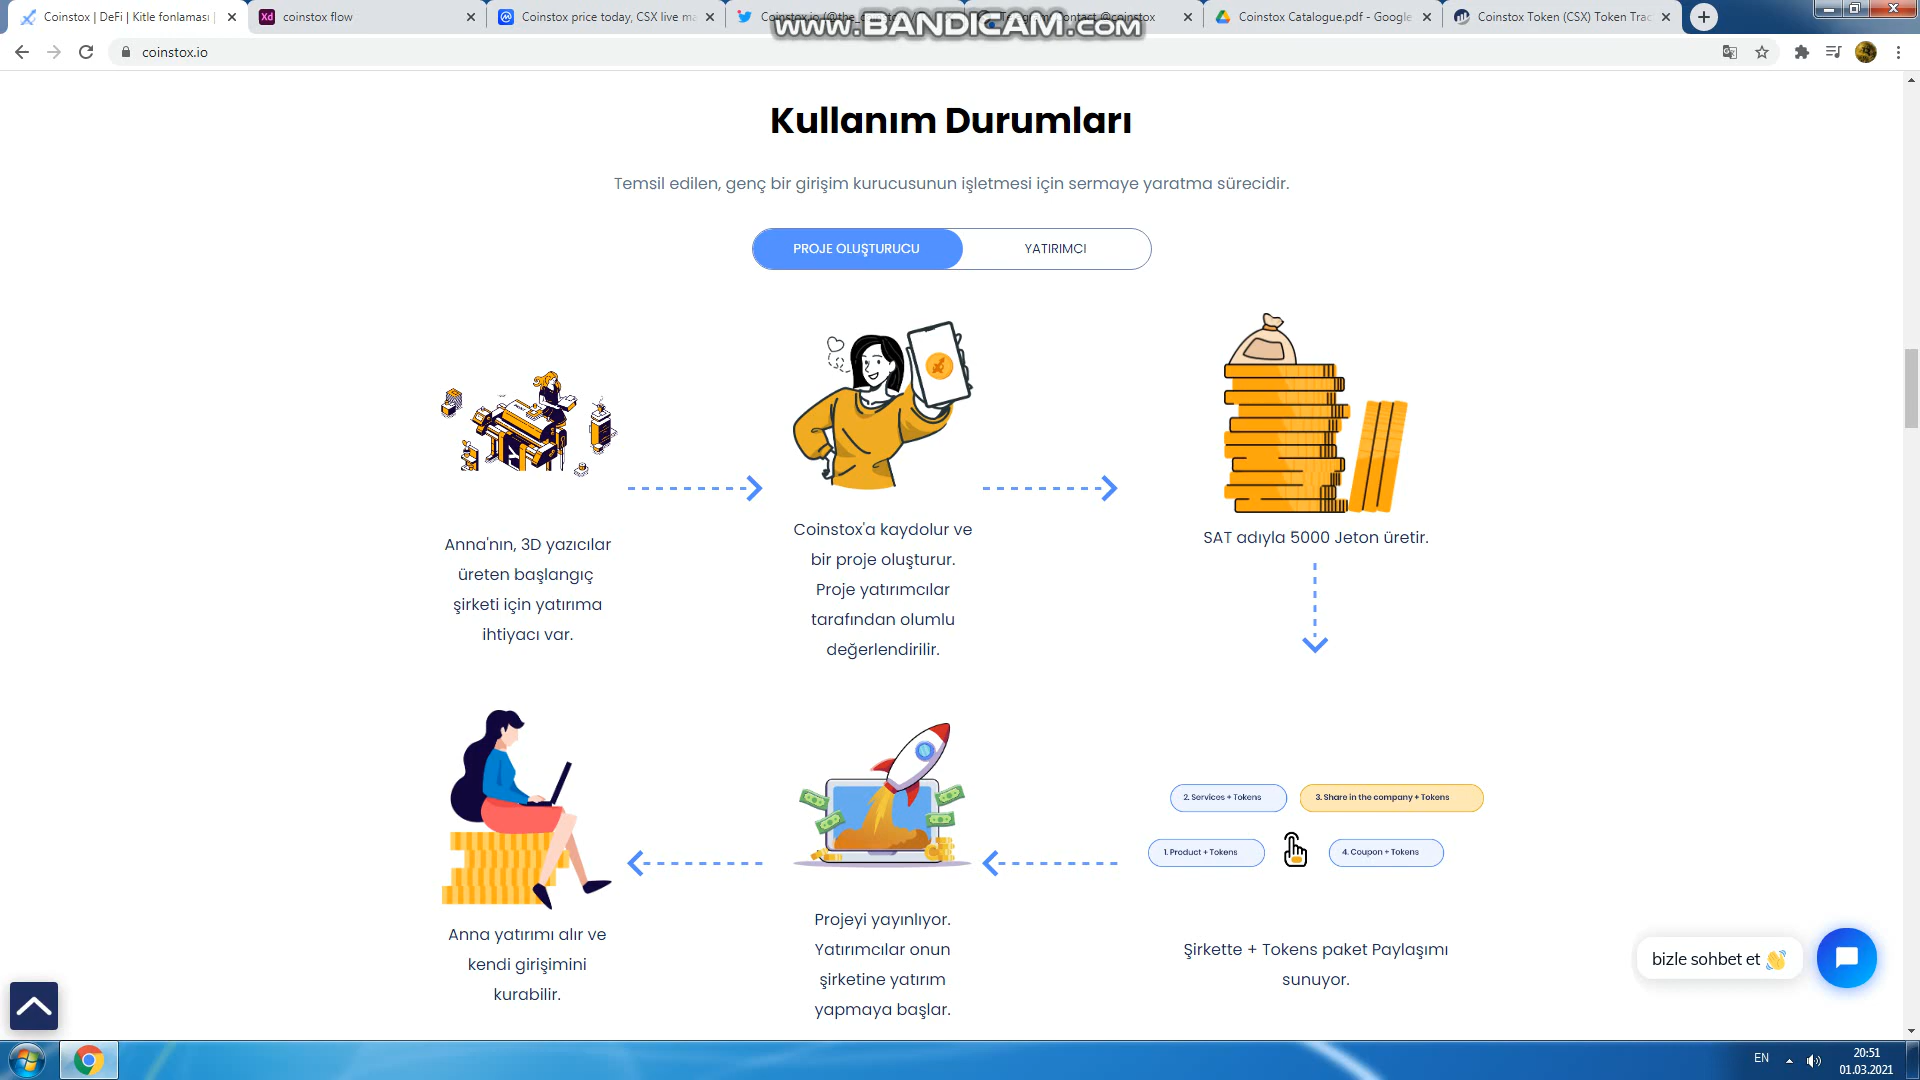 Coinstox | DeFi | Kitle fonlaması |
coinstox flow
Coinstox price today, CSX live ma
Coinstox.io
contact @coinstox
Coinstox Catalogue.pdf - Google
Coinstox Token (CSX) Token Trac
www.BANDICAM.com
coinstox.io
Kullanım Durumları
Temsil edilen, genç bir girişim kurucusunun işletmesi için sermaye yaratma sürecidir.
PROJE OLUŞTURUCU
YATIRIMCI
Anna'nın, 3D yazıcılar
üreten başlangıç
şirketi için yatırıma
ihtiyacı var.
Coinstox'a kaydolur ve
bir proje oluşturur.
Proje yatırımcılar
tarafından olumlu
değerlendirilir.
SAT adıyla 5000 Jeton üretir.
2. Services + Tokens
3. Share in the company + Tokens
1. Product + Tokens
4. Coupon + Tokens
Şirkette + Tokens paket Paylaşımı
sunuyor.
Projeyi yayınlıyor.
Yatırımcılar onun
şirketine yatırım
yapmaya başlar.
Anna yatırımı alır ve
kendi girişimini
kurabilir.
bizle sohbet et 👋
EN
20:51
01.03.2021